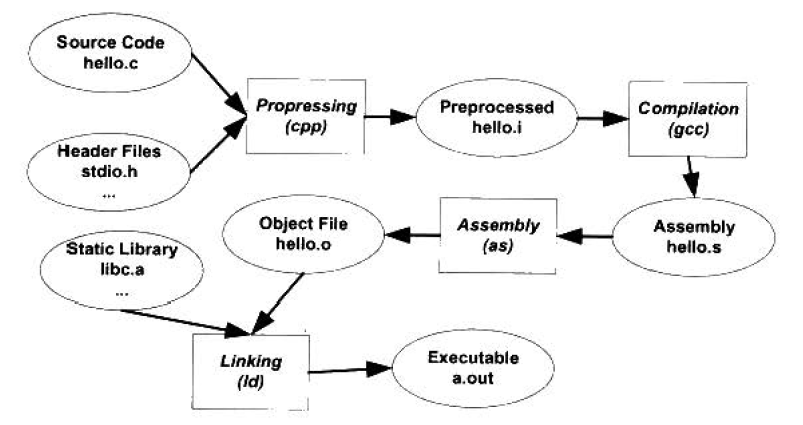 Source Code
hello.c
Header Files
stdio.h
...
Propressing
(cpp)
Preprocessed
hello.i
Compilation
(gcc)
Assembly
hello.s
Assembly
(as)
Object File
hello.o
Static Library
libc.a
...
Linking
(ld)
Executable
a.out